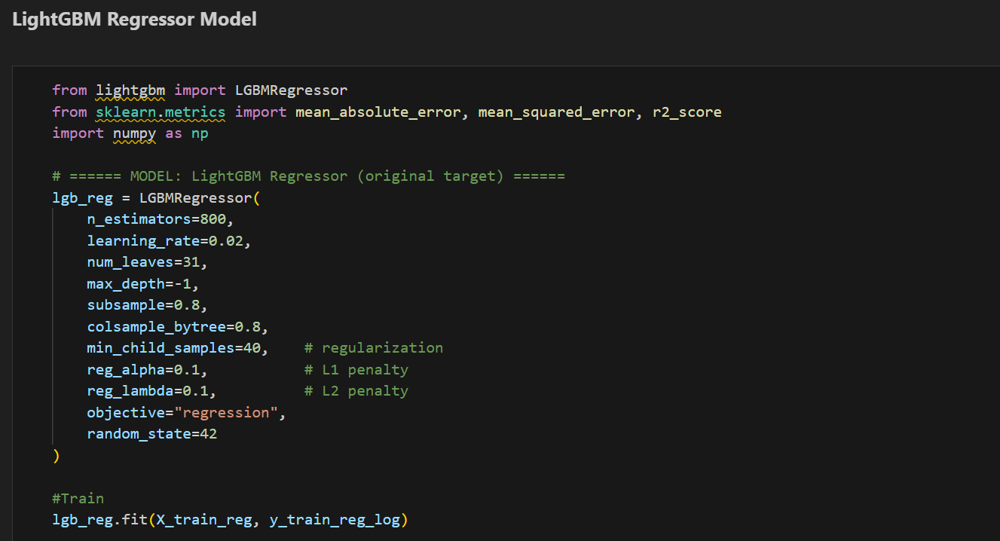 LightGBM Regressor Model
from lightgbm import LGBMRegressor
from sklearn.metrics import mean_absolute_error, mean_squared_error, r2_score
import numpy as np
# ====== MODEL: LightGBM Regressor (original target) ======
lgb_reg = LGBMRegressor(
    n_estimators=800,
    learning_rate=0.02,
    num_leaves=31,
    max_depth=-1,
    subsample=0.8,
    colsample_bytree=0.8,
    min_child_samples=40,    # regularization
    reg_alpha=0.1,           # L1 penalty
    reg_lambda=0.1,          # L2 penalty
    objective="regression",
    random_state=42
)
#Train
lgb_reg.fit(X_train_reg, y_train_reg_log)